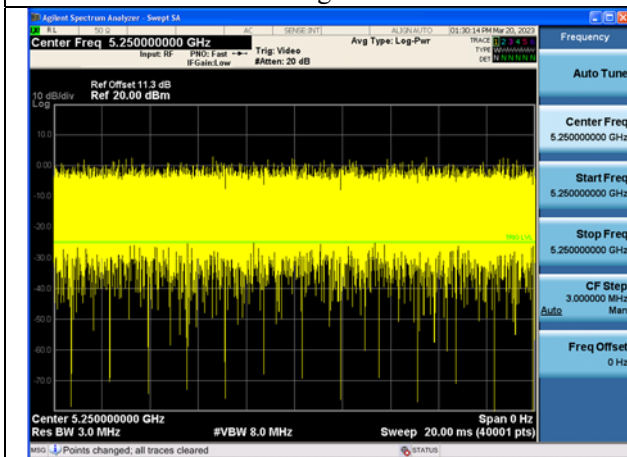 Agilent Spectrum Analyzer - Swept SA
RL 50 Ω AC SENSE:INT ALIGN AUTO 01:30:14 PM Mar 20, 2023
Center Freq 5.250000000 GHz
Input: RF PNO: Fast Trig: Video Avg Type: Log-Pwr TRACE 1 2 3 4 5 6
IFGain:Low #Atten: 20 dB TYPE
DET N N N N N N
Ref Offset 11.3 dB
10 dB/div Ref 20.00 dBm
Log
10.0
0.00
-10.0
-20.0
TRIG LVL
-30.0
-40.0
-50.0
-60.0
-70.0
Center 5.250000000 GHz Span 0 Hz
Res BW 3.0 MHz #VBW 8.0 MHz Sweep 20.00 ms (40001 pts)
MSG Points changed; all traces cleared STATUS
Frequency
Auto Tune
Center Freq
5.250000000 GHz
Start Freq
5.250000000 GHz
Stop Freq
5.250000000 GHz
CF Step
3.000000 MHz
Auto Man
Freq Offset
0 Hz